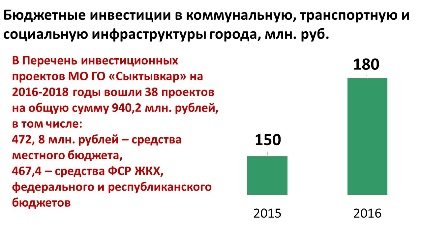 Бюджетные инвестиции в коммунальную, транспортную и
социальную инфраструктуры города, млн. руб.
В Перечень инвестиционных
проектов МО ГО «Сыктывкар» на
2016-2018 годы вошли 38 проектов
на общую сумму 940,2 млн. рублей,
в том числе:
472, 8 млн. рублей – средства
местного бюджета,
467,4 – средства ФСР ЖКХ,
федерального и республиканского
бюджетов
150
180
2015
2016